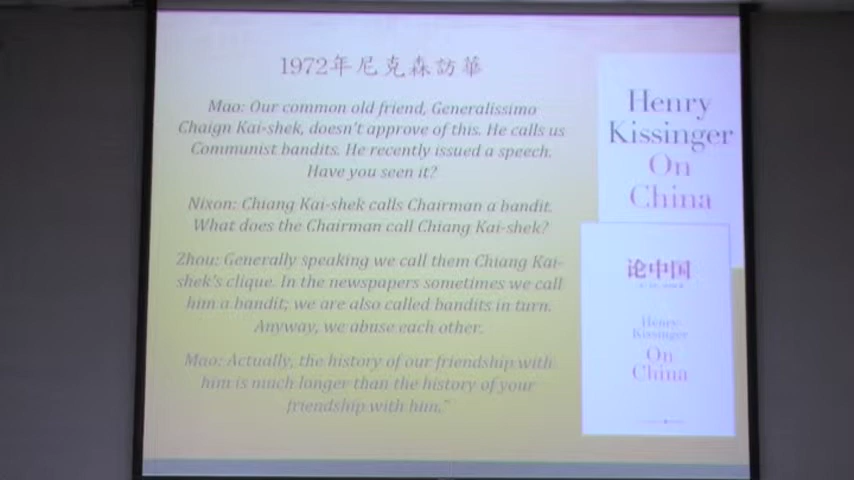 1972年尼克森訪華
Mao: Our common old friend, Generalissimo
Chaign Kai-shek, doesn't approve of this. He calls us
Communist bandits. He recently issued a speech.
Have you seen it?
Nixon: Chiang Kai-shek calls Chairman a bandit.
What does the Chairman call Chiang Kai-shek?
Zhou: Generally speaking we call them Chiang Kai-
shek's clique. In the newspapers sometimes we call
him a bandit; we are also called bandits in turn.
Anyway, we abuse each other.
Mao: Actually, the history of our friendship with
him is much longer than the history of your
friendship with him."
Henry
Kissinger
On
China
论中国
Henry
Kissinger
On
China